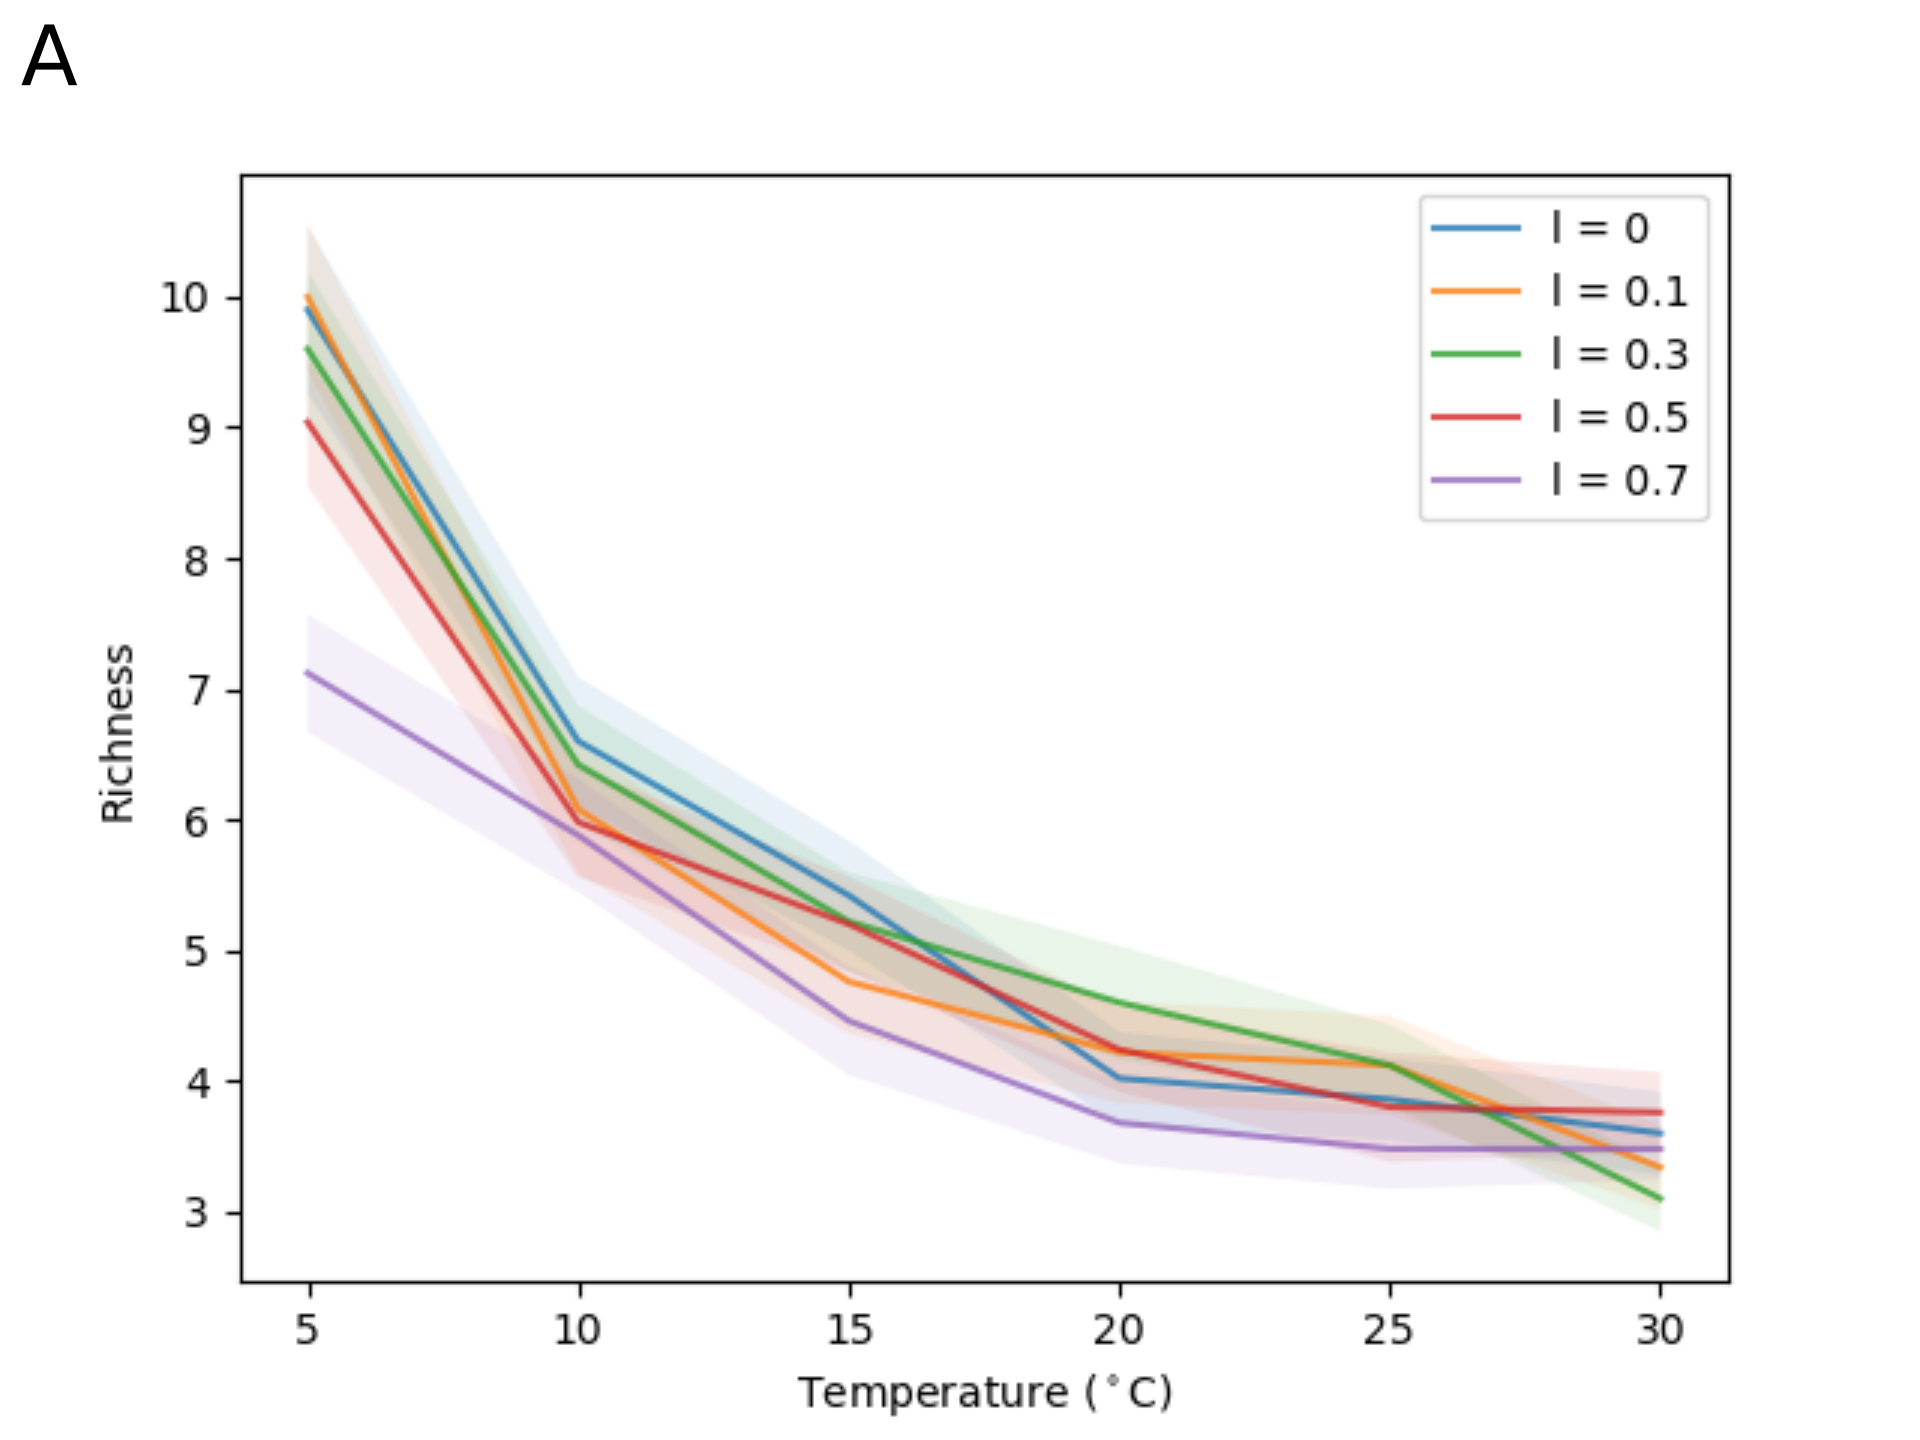 A
l = 0
l = 0.1
l = 0.3
l = 0.5
l = 0.7
10
9
8
7
6
5
4
3
Richness
5 10 15 20 25 30
Temperature (°C)